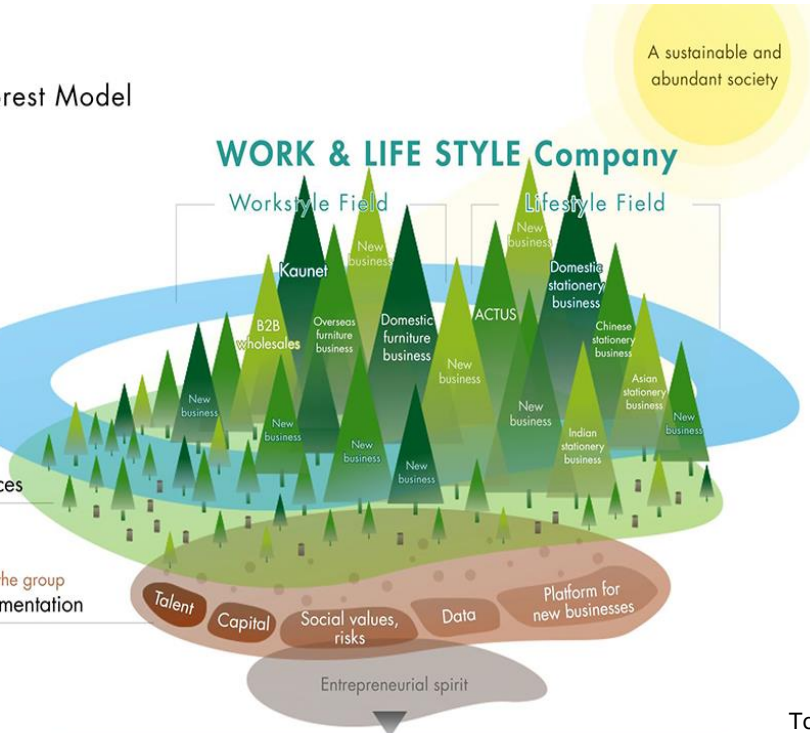 A sustainable and
abundant society
rest Model
WORK & LIFE STYLE Company
Workstyle Field
Lifestyle Field
New
business
New
business
Kaunet
Domestic
stationery
business
B2B
wholesales
Overseas
furniture
business
Domestic
furniture
business
ACTUS
Chinese
stationery
business
New
business
Asian
stationery
business
New
business
New
business
New
business
New
business
Indian
stationery
business
New
business
New
business
ces
the group
mentation
Talent
Capital
Social values,
risks
Data
Platform for
new businesses
Entrepreneurial spirit
To